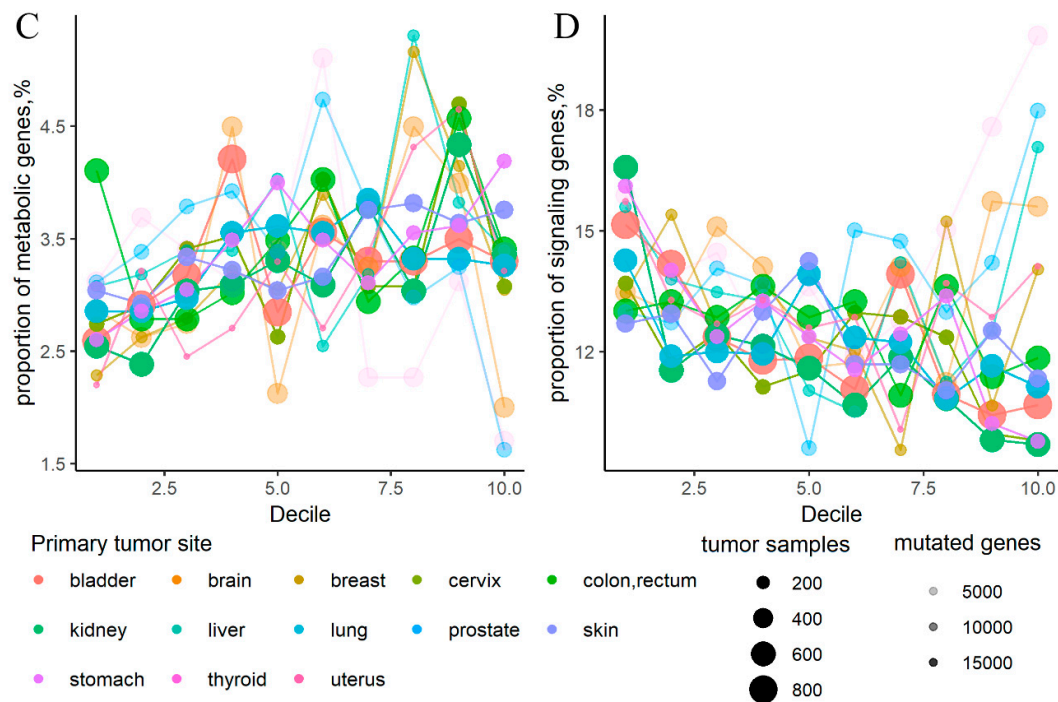 C
proportion of metabolic genes,%
4.5
3.5
2.5
1.5
2.5
5.0
7.5
10.0
Decile
D
proportion of signaling genes,%
18
15
12
2.5
5.0
7.5
10.0
Decile
Primary tumor site
bladder
brain
breast
cervix
colon,rectum
kidney
liver
lung
prostate
skin
stomach
thyroid
uterus
tumor samples
200
400
600
800
mutated genes
5000
10000
15000